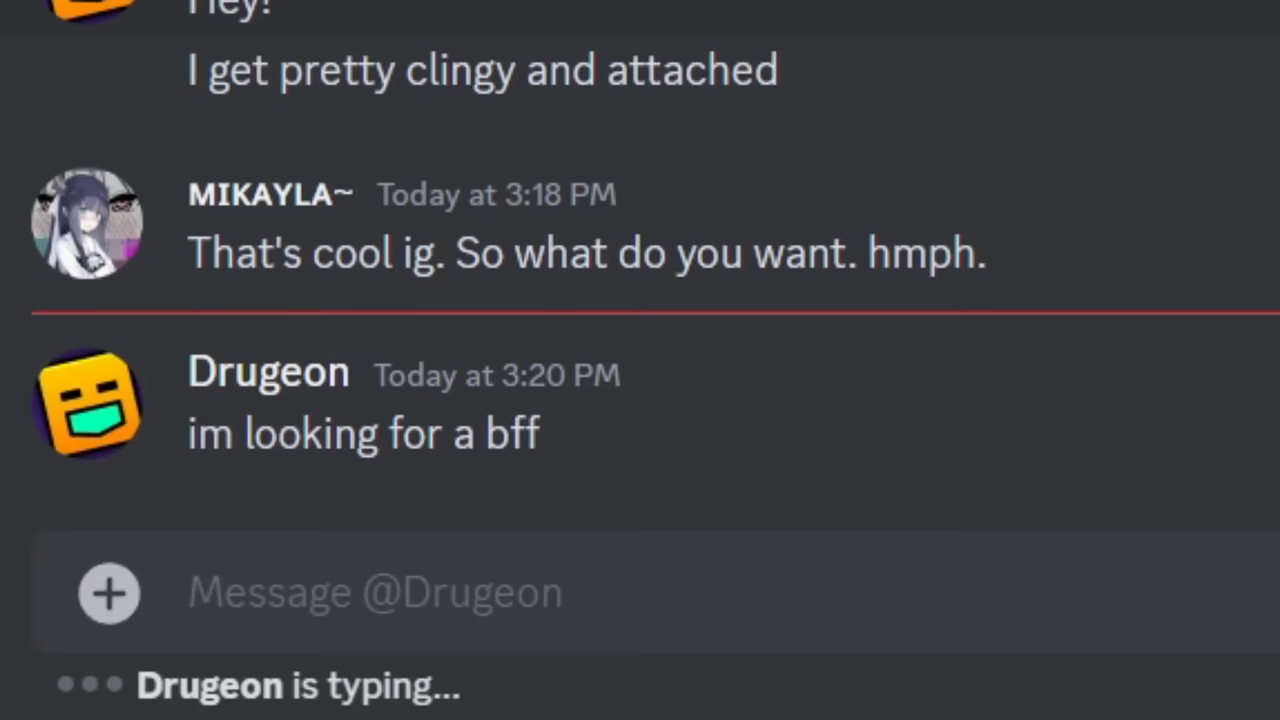 Hey!
I get pretty clingy and attached
MIKAYLA~ Today at 3:18 PM
That's cool ig. So what do you want. hmph.
Drugeon Today at 3:20 PM
im looking for a bff
Message @Drugeon
Drugeon is typing...